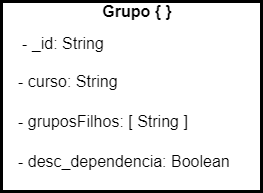 Grupo { }
- _id: String
- curso: String
- gruposFilhos: [ String ]
- desc_dependencia: Boolean